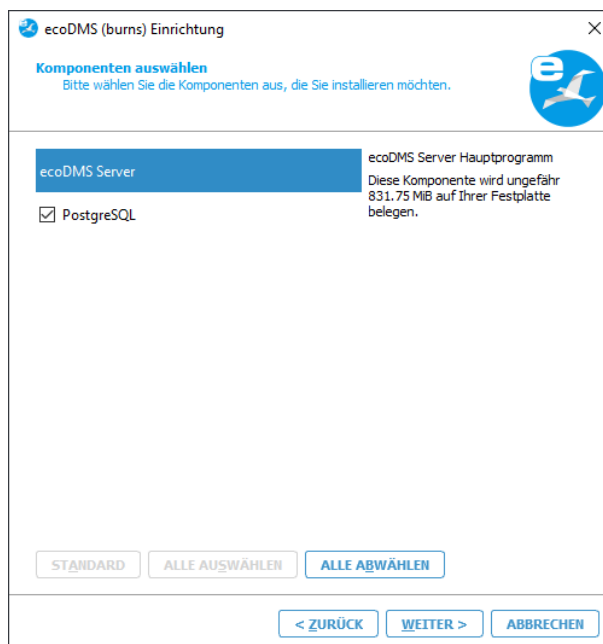 ecoDMS (burns) Einrichtung
Komponenten auswählen
Bitte wählen Sie die Komponenten aus, die Sie installieren möchten.
e
ecoDMS Server
PostgreSQL
ecoDMS Server Hauptprogramm
Diese Komponente wird ungefähr
831.75 MiB auf Ihrer Festplatte
belegen.
STANDARD
ALLE AUSWÄHLEN
ALLE ABWÄHLEN
< ZURÜCK
WEITER >
ABBRECHEN